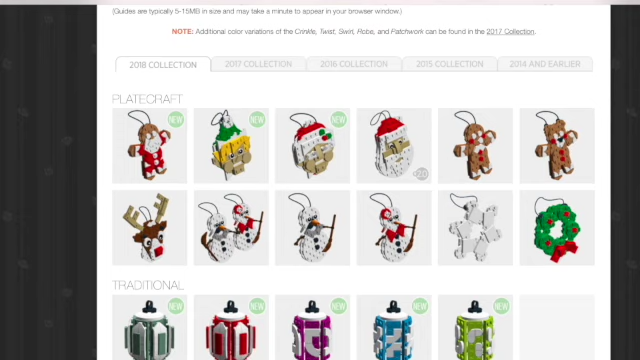 (Guides are typically 5-15MB in size and may take a minute to appear in your browser window.)
NOTE: Additional color variations of the Crinkle, Twist, Swirl, Robe, and Patchwork can be found in the 2017 Collection.
2018 COLLECTION 2017 COLLECTION 2016 COLLECTION 2015 COLLECTION 2014 AND EARLIER
PLATECRAFT
NEW NEW NEW
TRADITIONAL
NEW NEW NEW NEW NEW